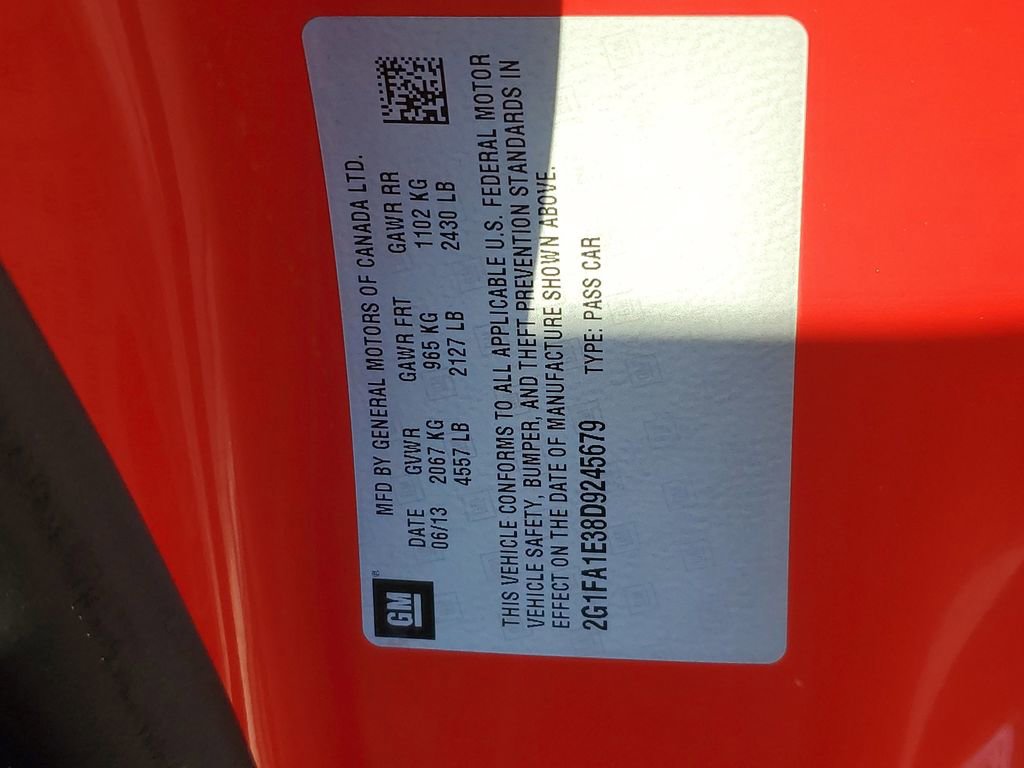 GM ®
MFD BY GENERAL MOTORS OF CANADA LTD.
DATE GVWR GAWR FRT GAWR RR
06/13 2067 KG 965 KG 1102 KG
4557 LB 2127 LB 2430 LB
THIS VEHICLE CONFORMS TO ALL APPLICABLE U.S. FEDERAL MOTOR
VEHICLE SAFETY, BUMPER, AND THEFT PREVENTION STANDARDS IN
EFFECT ON THE DATE OF MANUFACTURE SHOWN ABOVE.
2G1FA1E38D9245679 TYPE: PASS CAR